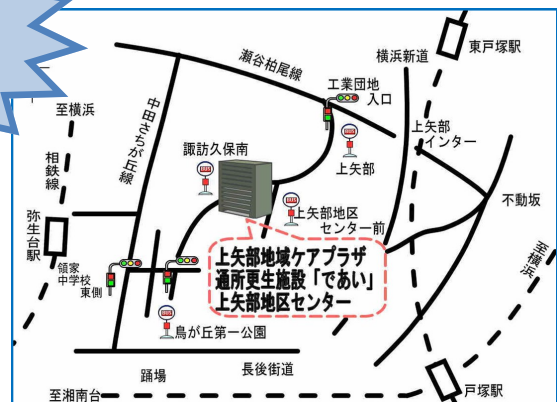 瀬谷柏尾線
横浜新道
東戸塚駅
工業団地
入口
至横浜
中田さちが丘線
上矢部
インター
諏訪久保南
上矢部
相鉄線
不動坂
上矢部地区
センター前
弥生台駅
上矢部地域ケアプラザ
通所更生施設「であい」
上矢部地区センター
至横浜
領家
中学校
東側
鳥が丘第一公園
踊場
長後街道
至湘南台
戸塚駅